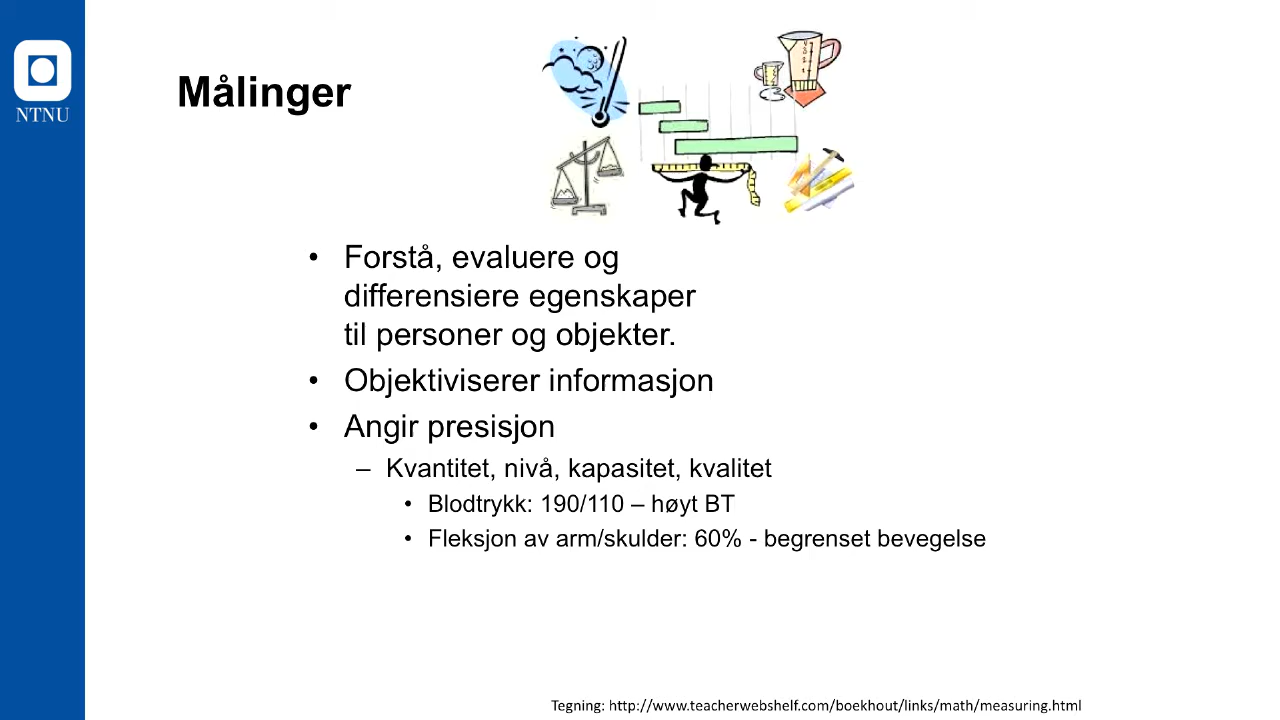 NTNU
Målinger
• Forstå, evaluere og
differensiere egenskaper
til personer og objekter.
• Objektiviserer informasjon
• Angir presisjon
– Kvantitet, nivå, kapasitet, kvalitet
• Blodtrykk: 190/110 – høyt BT
• Fleksjon av arm/skulder: 60% - begrenset bevegelse
Tegning: http://www.teacherwebshelf.com/boekhout/links/math/measuring.html